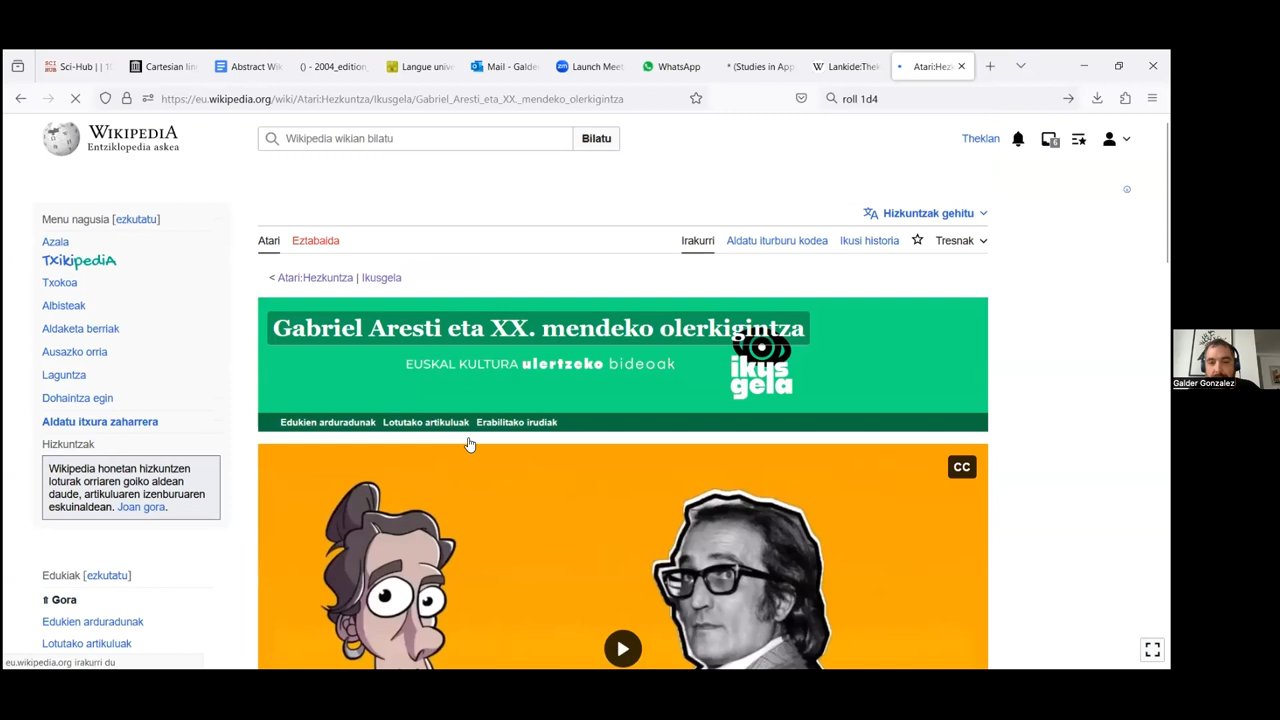 Sci-Hub | | 1
Cartesian lin
Abstract Wik
() - 2004_edition_
Langue unive
Mail - Galder
Launch Meet
WhatsApp
* (Studies in App
Lankide:Thek
Atari:Hez
https://eu.wikipedia.org/wiki/Atari:Hezkuntza/Ikusgela/Gabriel_Aresti_eta_XX._mendeko_olerkigintza
roll 1d4
WIKIPEDIA
Entziklopedia askea
Wikipedia wikian bilatu
Bilatu
Theklan
6
Menu nagusia [ezkutatu]
Azala
TXikipediA
Txokoa
Albisteak
Aldaketa berriak
Ausazko orria
Laguntza
Dohaintza egin
Aldatu itxura zaharrera
Hizkuntzak
Wikipedia honetan hizkuntzen
loturak orriaren goiko aldean
daude, artikuluaren izenburuaren
eskuinaldean. Joan gora.
Edukiak [ezkutatu]
⇑ Gora
Edukien arduradunak
Lotutako artikuluak
eu.wikipedia.org irakurri du
Hizkuntzak gehitu
Atari Eztabaida
Irakurri Aldatu iturburu kodea Ikusi historia Tresnak
< Atari:Hezkuntza | Ikusgela
Gabriel Aresti eta XX. mendeko olerkigintza
EUSKAL KULTURA ulertzeko bideoak
ikus
gela
Edukien arduradunak Lotutako artikuluak Erabilitako irudiak
CC
Galder Gonzalez